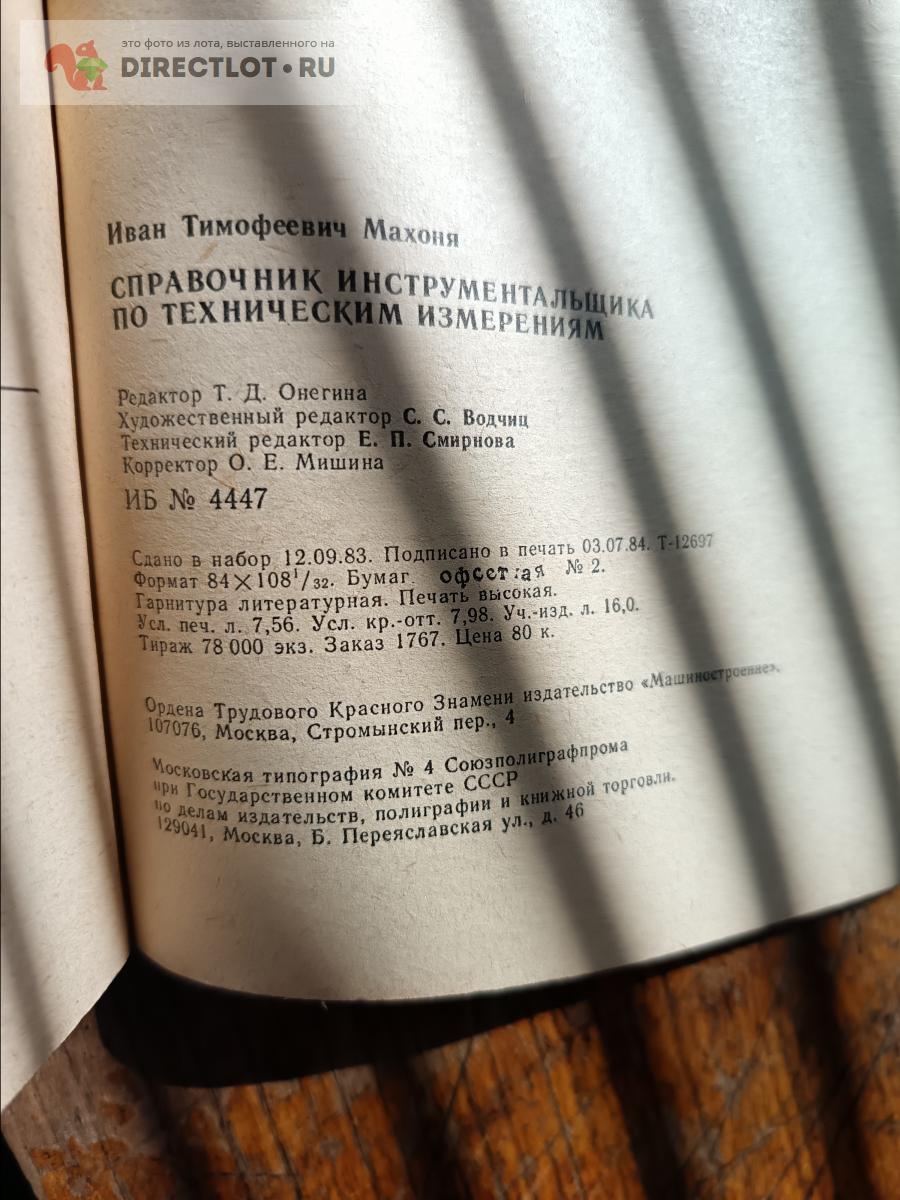 это фото из лота, выставленного на
DIRECTLOT•RU
Иван Тимофеевич Махоня
СПРАВОЧНИК ИНСТРУМЕНТАЛЬЩИКА
ПО ТЕХНИЧЕСКИМ ИЗМЕРЕНИЯМ
Редактор Т. Д. Онегина
Художественный редактор С. С. Водчиц
Технический редактор Е. П. Смирнова
Корректор О. Е. Мишина
ИБ № 4447
Сдано в набор 12.09.83. Подписано в печать 03.07.84. Т-12697
Формат 84×108¹/₃₂. Бумаг офсетная № 2.
Гарнитура литературная. Печать высокая.
Усл. печ. л. 7,56. Усл. кр.-отт. 7,98. Уч.-изд. л. 16,0.
Тираж 78 000 экз. Заказ 1767. Цена 80 к.
Ордена Трудового Красного Знамени издательство «Машиностроение».
107076, Москва, Стромынский пер., 4
Московская типография № 4 Союзполиграфпрома
при Государственном комитете СССР
по делам издательств, полиграфии и книжной торговли.
129041, Москва, Б. Переяславская ул., д. 46